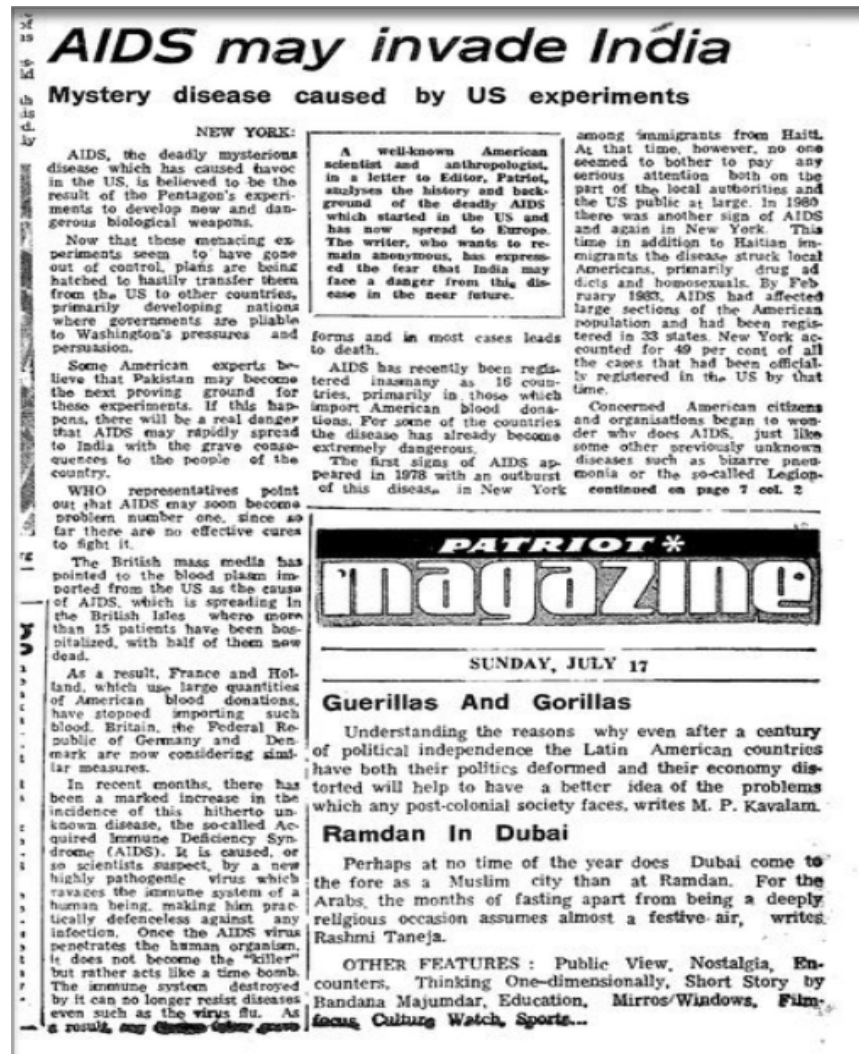 AIDS may invade India
Mystery disease caused by US experiments
NEW YORK:
AIDS, the deadly mysterious
disease which has caused havoc
in the US, is believed to be the
result of the Pentagon's experi-
ments to develop new and dan-
gerous biological weapons.
Now that these menacing ex-
periments seem to have gone
out of control, plans are being
hatched to hastily transfer them
from the US to other countries,
primarily developing nations
where governments are pliable
to Washington's pressures and
persuasion.
Some American experts be-
lieve that Pakistan may become
the next proving ground for
these experiments. If this hap-
pens, there will be a real danger
that AIDS may rapidly spread
to India with the grave conse-
quences to the people of the
country.
WHO representatives point
out that AIDS may soon become
problem number one, since so
far there are no effective cures
to fight it.
The British mass media has
pointed to the blood plasm im-
ported from the US as the cause
of AIDS, which is spreading in
the British Isles where more
than 15 patients have been hos-
pitalized, with half of them now
dead.
As a result, France and Hol-
land, which use large quantities
of American blood donations,
have stopped importing such
blood. Britain, the Federal Re-
public of Germany and Den-
mark are now considering simi-
lar measures.
In recent months, there has
been a marked increase in the
incidence of this hitherto un-
known disease, the so-called Ac-
quired Immune Deficiency Syn-
drome (AIDS). It is caused, or
so scientists suspect, by a new
highly pathogenic virus which
ravages the immune system of a
human being, making him prac-
tically defenceless against any
infection. Once the AIDS virus
penetrates the human organism,
it does not become the "killer"
but rather acts like a time bomb.
The immune system destroyed
by it can no longer resist diseases
even such as the virus flu. As
a result, any
A well-known American
scientist and anthropologist,
in a letter to Editor, Patriot,
analyses the history and back-
ground of the deadly AIDS
which started in the US and
has now spread to Europe.
The writer, who wants to re-
main anonymous, has express-
ed the fear that India may
face a danger from this dis-
ease in the near future.
forms and in most cases leads
to death.
AIDS has recently been regis-
tered inasmany as 16 coun-
tries, primarily in those which
import American blood dona-
tions. For some of the countries
the disease has already become
extremely dangerous.
The first signs of AIDS ap-
peared in 1978 with an outburst
of this disease in New York
among immigrants from Haiti.
At that time, however, no one
seemed to bother to pay any
serious attention both on the
part of the local authorities and
the US public at large. In 1980
there was another sign of AIDS
and again in New York. This
time in addition to Haitian im-
migrants the disease struck local
Americans, primarily drug ad
dicts and homosexuals. By Feb
ruary 1983, AIDS had affected
large sections of the American
population and had been regis-
tered in 33 states. New York ac-
counted for 49 per cent of all
the cases that had been official-
ly registered in the US by that
time.
Concerned American citizens
and organisations began to won-
der why does AIDS, just like
some other previously unknown
diseases such as bizarre pneu-
monia or the so-called Legion-
continued on page 7 col. 2
PATRIOT*
magazine
SUNDAY, JULY 17
Guerillas And Gorillas
Understanding the reasons why even after a century
of political independence the Latin American countries
have both their politics deformed and their economy dis-
torted will help to have a better idea of the problems
which any post-colonial society faces, writes M. P. Kavalam.
Ramdan In Dubai
Perhaps at no time of the year does Dubai come to
the fore as a Muslim city than at Ramdan. For the
Arabs, the months of fasting apart from being a deeply
religious occasion assumes almost a festive air, writes
Rashmi Taneja.
OTHER FEATURES : Public View, Nostalgia, En-
counters, Thinking One-dimensionally, Short Story by
Bandana Majumdar, Education, Mirros/Windows, Film-
focus, Culture Watch, Sports...